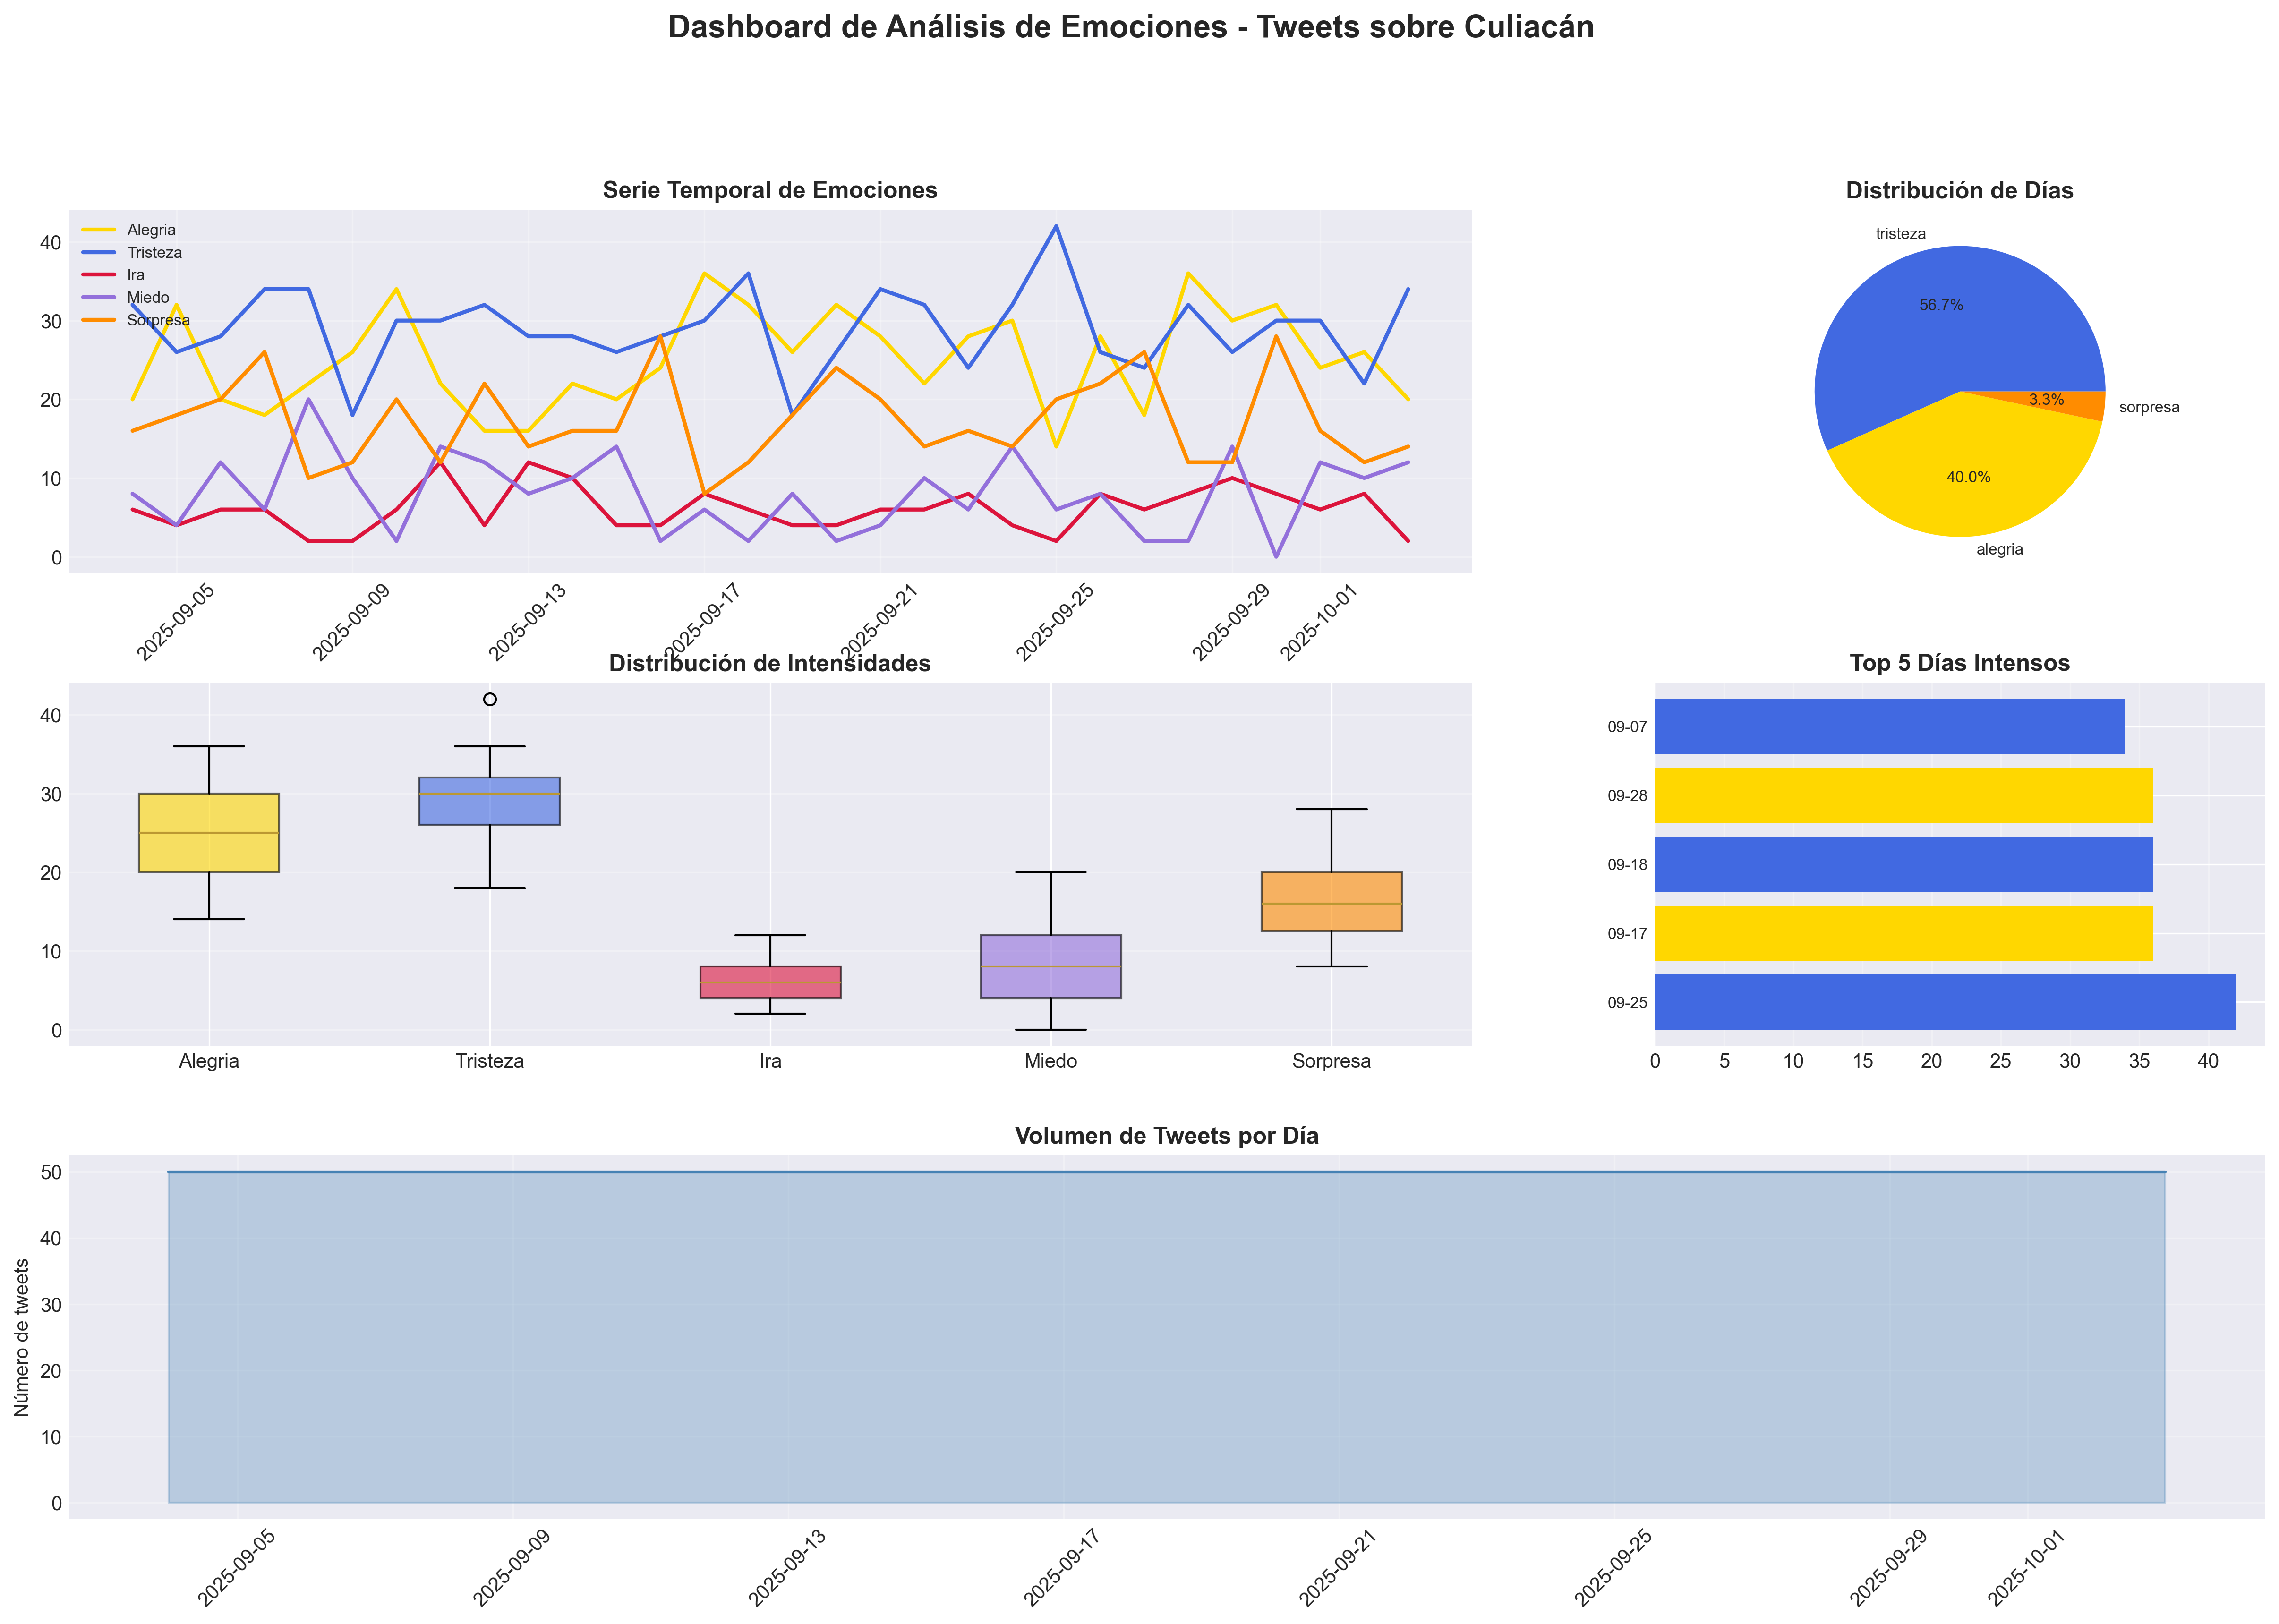 Dashboard de Análisis de Emociones - Tweets sobre Culiacán
Serie Temporal de Emociones
Alegria
Tristeza
Ira
Miedo
Sorpresa
40
30
20
10
0
2025-09-05
2025-09-09
2025-09-13
2025-09-17
2025-09-21
2025-09-25
2025-09-29
2025-10-01
Distribución de Días
tristeza
56.7%
3.3%
sorpresa
40.0%
alegria
Distribución de Intensidades
40
30
20
10
0
Alegria
Tristeza
Ira
Miedo
Sorpresa
Top 5 Días Intensos
09-07
09-28
09-18
09-17
09-25
0 5 10 15 20 25 30 35 40
Volumen de Tweets por Día
Número de tweets
50
40
30
20
10
0
2025-09-05
2025-09-09
2025-09-13
2025-09-17
2025-09-21
2025-09-25
2025-09-29
2025-10-01